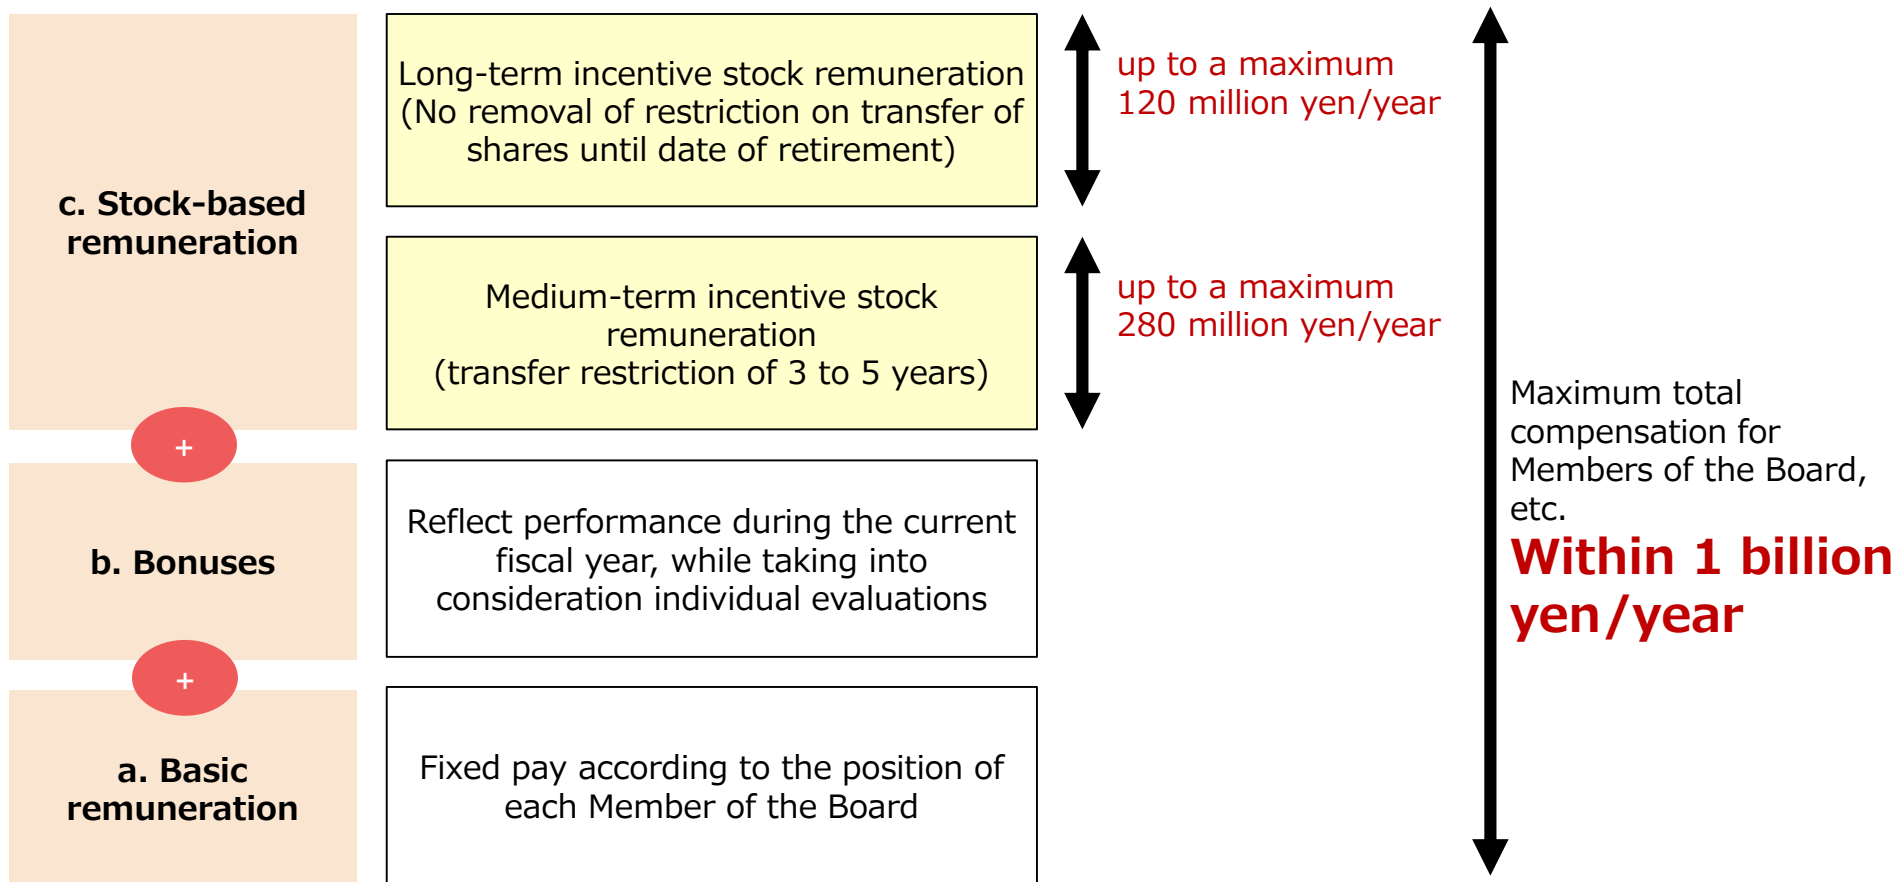 c. Stock-based
remuneration
Long-term incentive stock remuneration
(No removal of restriction on transfer of
shares until date of retirement)
up to a maximum
120 million yen/year
Medium-term incentive stock
remuneration
(transfer restriction of 3 to 5 years)
up to a maximum
280 million yen/year
+
b. Bonuses
Reflect performance during the current
fiscal year, while taking into
consideration individual evaluations
+
a. Basic
remuneration
Fixed pay according to the position of
each Member of the Board
Maximum total
compensation for
Members of the Board,
etc.
Within 1 billion
yen/year